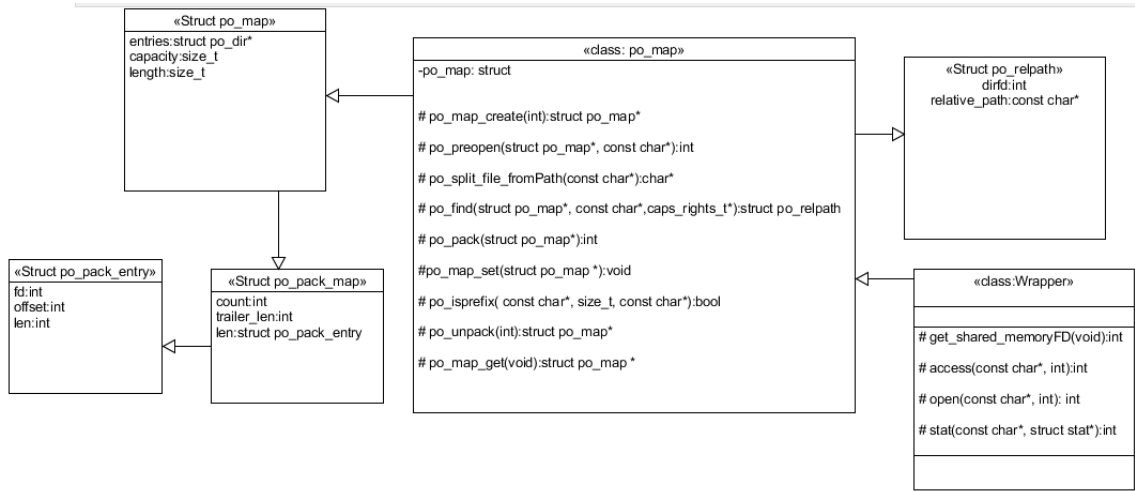 «Struct po_map»
entries:struct po_dir*
capacity:size_t
length:size_t
«class: po_map»
-po_map: struct
# po_map_create(int):struct po_map*
# po_preopen(struct po_map*, const char*):int
# po_split_file_fromPath(const char*):char*
# po_find(struct po_map*, const char*,caps_rights_t*):struct po_relpath
# po_pack(struct po_map*):int
#po_map_set(struct po_map *):void
# po_isprefix( const char*, size_t, const char*):bool
# po_unpack(int):struct po_map*
# po_map_get(void):struct po_map *
«Struct po_relpath»
dirfd:int
relative_path:const char*
«Struct po_pack_entry»
fd:int
offset:int
len:int
«Struct po_pack_map»
count:int
trailer_len:int
len:struct po_pack_entry
«class:Wrapper»
# get_shared_memoryFD(void):int
# access(const char*, int):int
# open(const char*, int): int
# stat(const char*, struct stat*):int